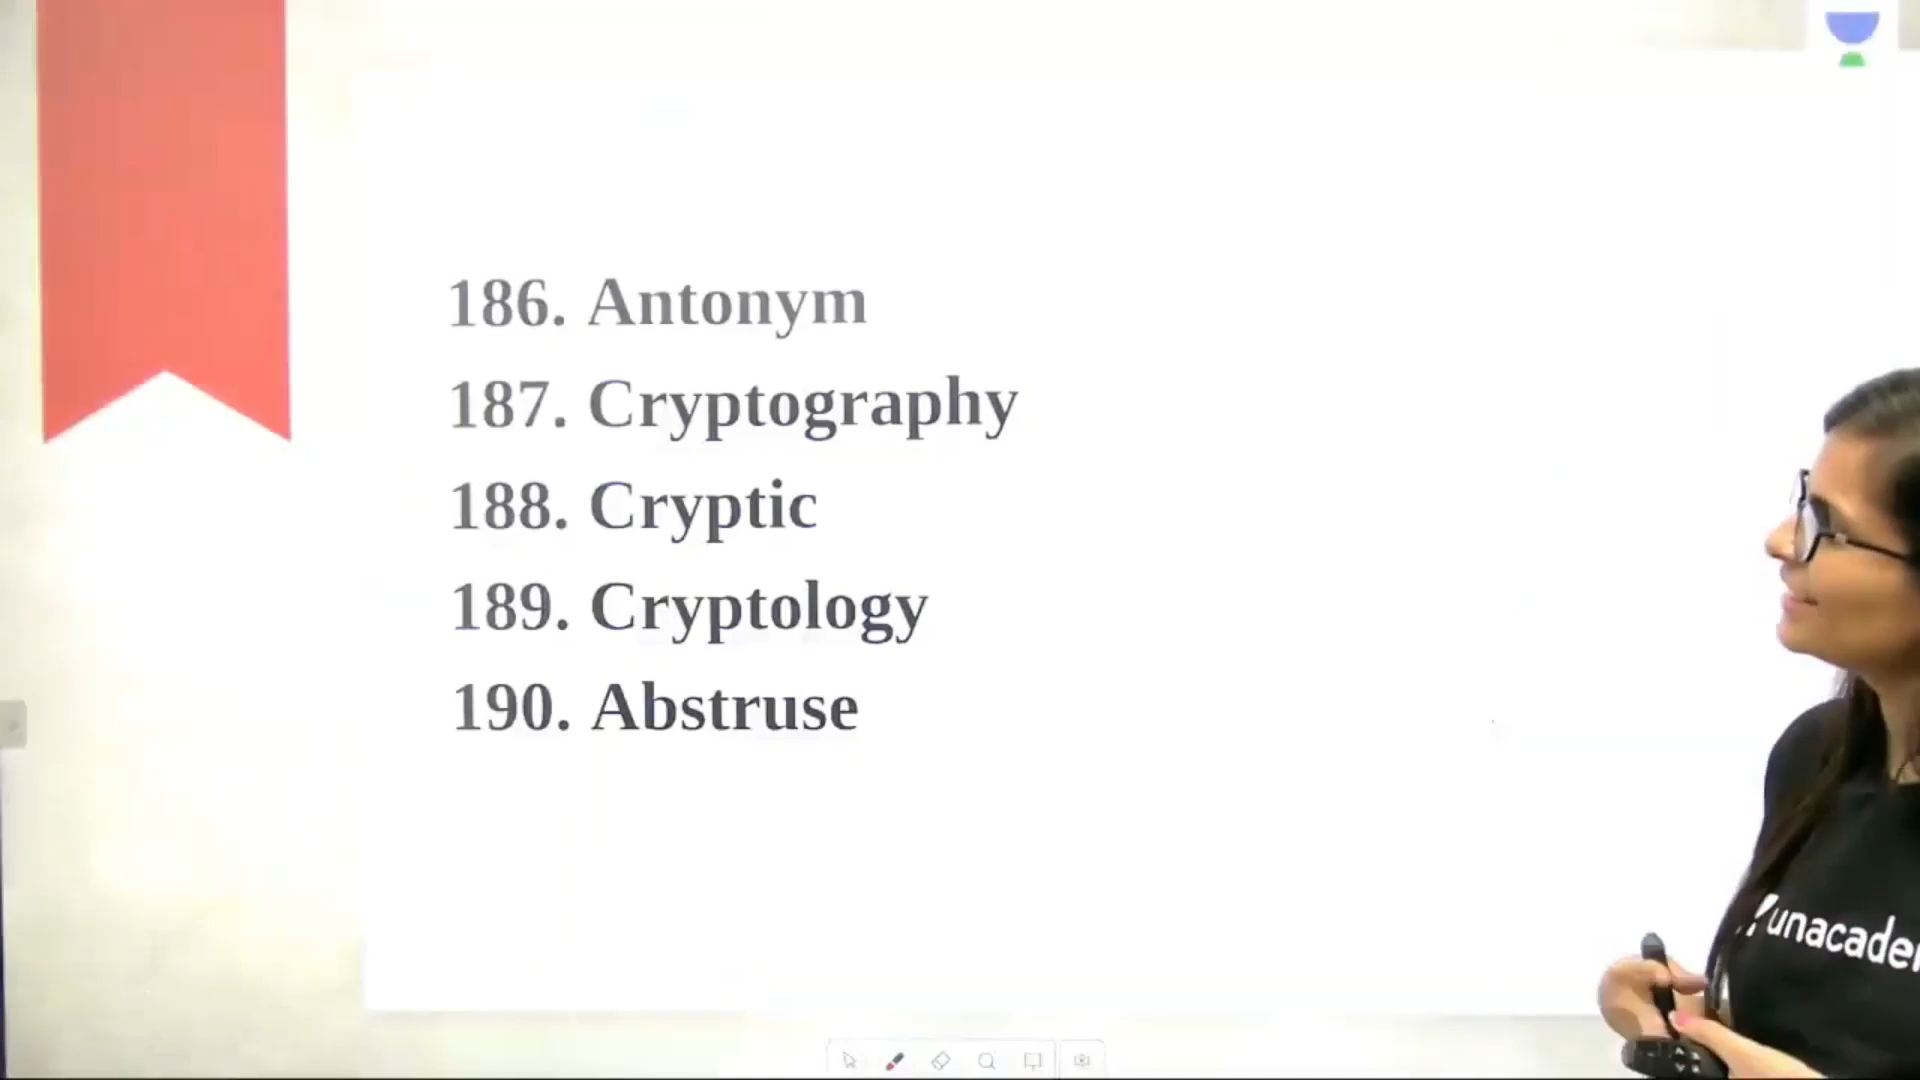 186. Antonym
187. Cryptography
188. Cryptic
189. Cryptology
190. Abstruse
unacade